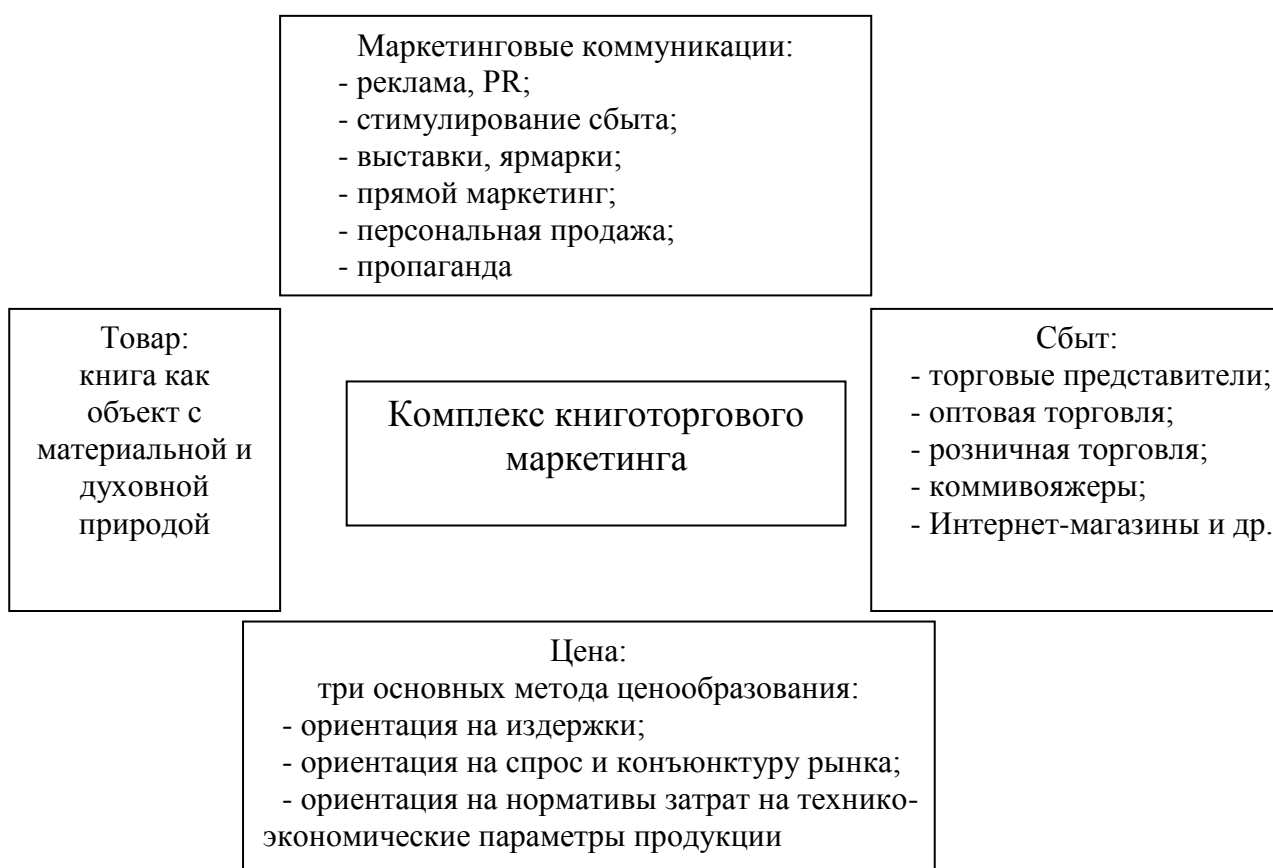 Маркетинговые коммуникации:
- реклама, PR;
- стимулирование сбыта;
- выставки, ярмарки;
- прямой маркетинг;
- персональная продажа;
- пропаганда
Товар:
книга как
объект с
материальной и
духовной
природой
Комплекс книготоргового
маркетинга
Сбыт:
- торговые представители;
- оптовая торговля;
- розничная торговля;
- коммивояжеры;
- Интернет-магазины и др.
Цена:
три основных метода ценообразования:
- ориентация на издержки;
- ориентация на спрос и конъюнктуру рынка;
- ориентация на нормативы затрат на технико-
экономические параметры продукции